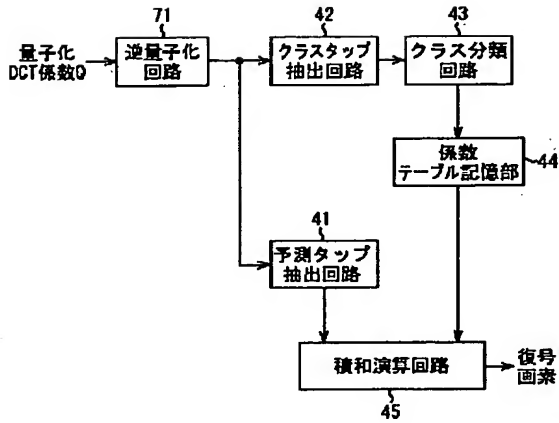 71
42
43
量子化
DCT係数Q
逆量子化
回路
クラスタップ
抽出回路
クラス分類
回路
係数
テーブル記憶部
44
41
予測タップ
抽出回路
積和演算回路
復号
画素
45